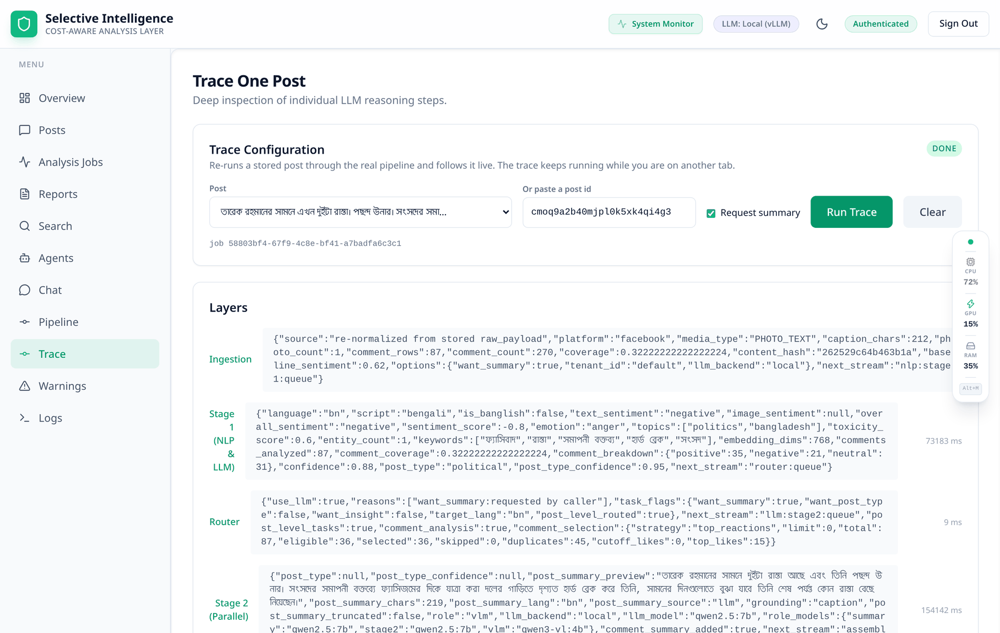 Selective Intelligence
COST-AWARE ANALYSIS LAYER
System Monitor
LLM: Local (vLLM)
Authenticated
Sign Out
MENU
Overview
Posts
Analysis Jobs
Reports
Search
Agents
Chat
Pipeline
Trace
Warnings
Logs
Trace One Post
Deep inspection of individual LLM reasoning steps.
Trace Configuration
DONE
Re-runs a stored post through the real pipeline and follows it live. The trace keeps running while you are on another tab.
Post
তারেক রহমানের সামনে এখন দুইটা রাস্তা। পছন্দ উনার। সংসদের সমা...
Or paste a post id
cmoq9a2b40mjpl0k5xk4qi4g3
Request summary
Run Trace
Clear
job 58803bf4-67f9-4c8e-bf41-a7badfa6c3c1
CPU
72%
GPU
15%
RAM
35%
Alt+M
Layers
Ingestion
{"source":"re-normalized from stored raw_payload","platform":"facebook","media_type":"PHOTO_TEXT","caption_chars":212,"ph
oto_count":1,"comment_rows":87,"comment_count":270,"coverage":0.32222222222222224,"content_hash":"262529c64b463b1a","base
line_sentiment":0.62,"options":{"want_summary":true,"tenant_id":"default","llm_backend":"local"},"next_stream":"nlp:stage
1:queue"}
Stage
1
(NLP
&
LLM)
{"language":"bn","script":"bengali","is_banglish":false,"text_sentiment":"negative","image_sentiment":null,"over
all_sentiment":"negative","sentiment_score":-0.8,"emotion":"anger","topics":["politics","bangladesh"],"toxicity_
score":0.6,"entity_count":1,"keywords":["ফ্যাসিবাদ","রাস্তা","সমাপনী বক্তব্য","হার্ড ব্রেক","সংসদ"],"embedding_dims":768,"comments
_analyzed":87,"comment_coverage":0.32222222222222224,"comment_breakdown":{"positive":35,"negative":21,"neutral":
31},"confidence":0.88,"post_type":"political","post_type_confidence":0.95,"next_stream":"router:queue"}
73183 ms
Router
{"use_llm":true,"reasons":["want_summary:requested by caller"],"task_flags":{"want_summary":true,"want_post_typ
e":false,"want_insight":false,"target_lang":"bn","post_level_routed":true},"next_stream":"llm:stage2:queue","po
st_level_tasks":true,"comment_analysis":true,"comment_selection":{"strategy":"top_reactions","limit":0,"total":
87,"eligible":36,"selected":36,"skipped":0,"duplicates":45,"cutoff_likes":0,"top_likes":15}}
9 ms
Stage 2
(Parallel)
{"post_type":null,"post_type_confidence":null,"post_summary_preview":"তারেক রহমানের সামনে দুইটা রাস্তা আছে এবং তিনি পছন্দ উ
নার। সংসদের সমাপনী বক্তব্যে ফ্যাসিজমের দিকে যাত্রা করা দলের গাড়িতে দৃশ্যত হার্ড ব্রেক করে তিনি, সামনের দিনগুলোতে বুঝা যাবে তিনি শেষ পর্যন্ত কোন রাস্তা বেছে
নিয়েছেন।","post_summary_chars":219,"post_summary_lang":"bn","post_summary_source":"llm","grounding":"caption","po
st_summary_truncated":false,"role":"vlm","llm_backend":"local","llm_model":"qwen2.5:7b","role_models":{"summar
y":"qwen2.5:7b","stage2":"qwen2.5:7b","vlm":"qwen3-vl:4b"},"comment_summary_added":true,"next_stream":"assembl
154142 ms